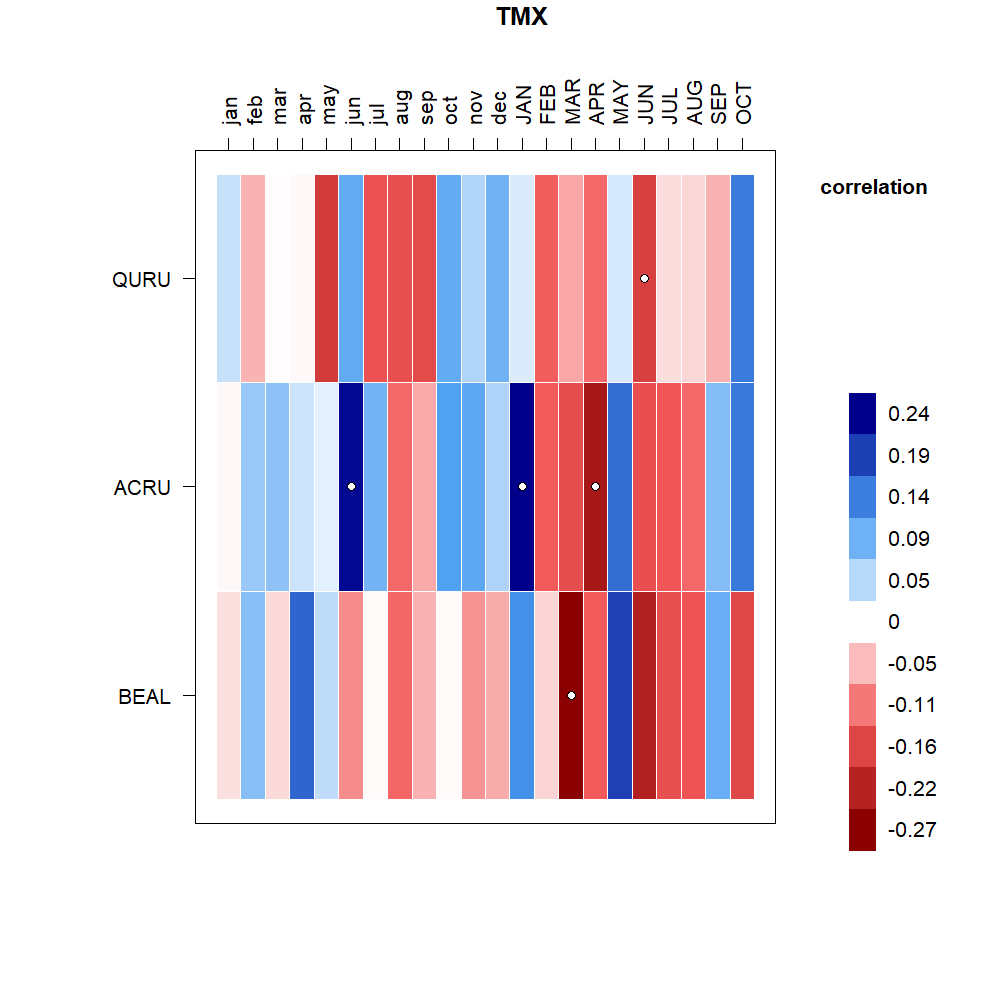 TMX
jan feb mar apr may jun jul aug sep oct nov dec JAN FEB MAR APR MAY JUN JUL AUG SEP OCT
correlation
QURU
ACRU
BEAL
0.24
0.19
0.14
0.09
0.05
0
-0.05
-0.11
-0.16
-0.22
-0.27